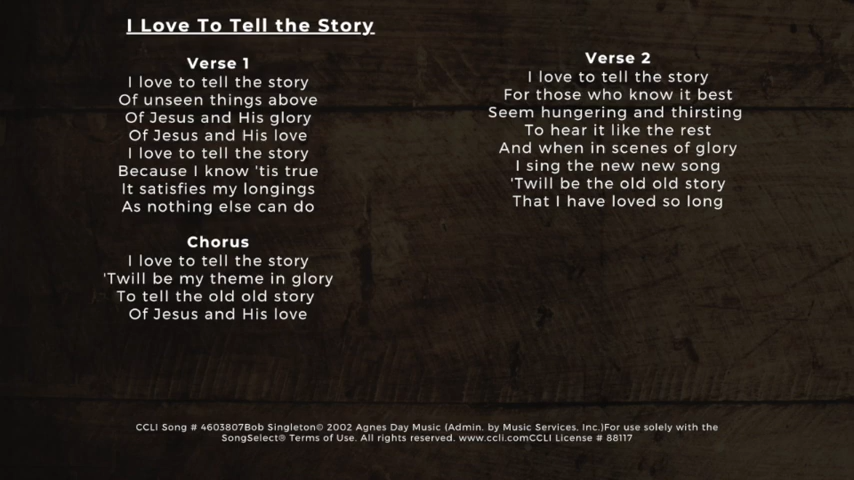 I Love To Tell the Story
Verse 1
I love to tell the story
Of unseen things above
Of Jesus and His glory
Of Jesus and His love
I love to tell the story
Because I know 'tis true
It satisfies my longings
As nothing else can do
Chorus
I love to tell the story
'Twill be my theme in glory
To tell the old old story
Of Jesus and His love
Verse 2
I love to tell the story
For those who know it best
Seem hungering and thirsting
To hear it like the rest
And when in scenes of glory
I sing the new new song
'Twill be the old old story
That I have loved so long
CCLI Song # 4603807Bob Singleton© 2002 Agnes Day Music (Admin. by Music Services, Inc.)For use solely with the
SongSelect® Terms of Use. All rights reserved. www.ccli.comCCLI License # 88117